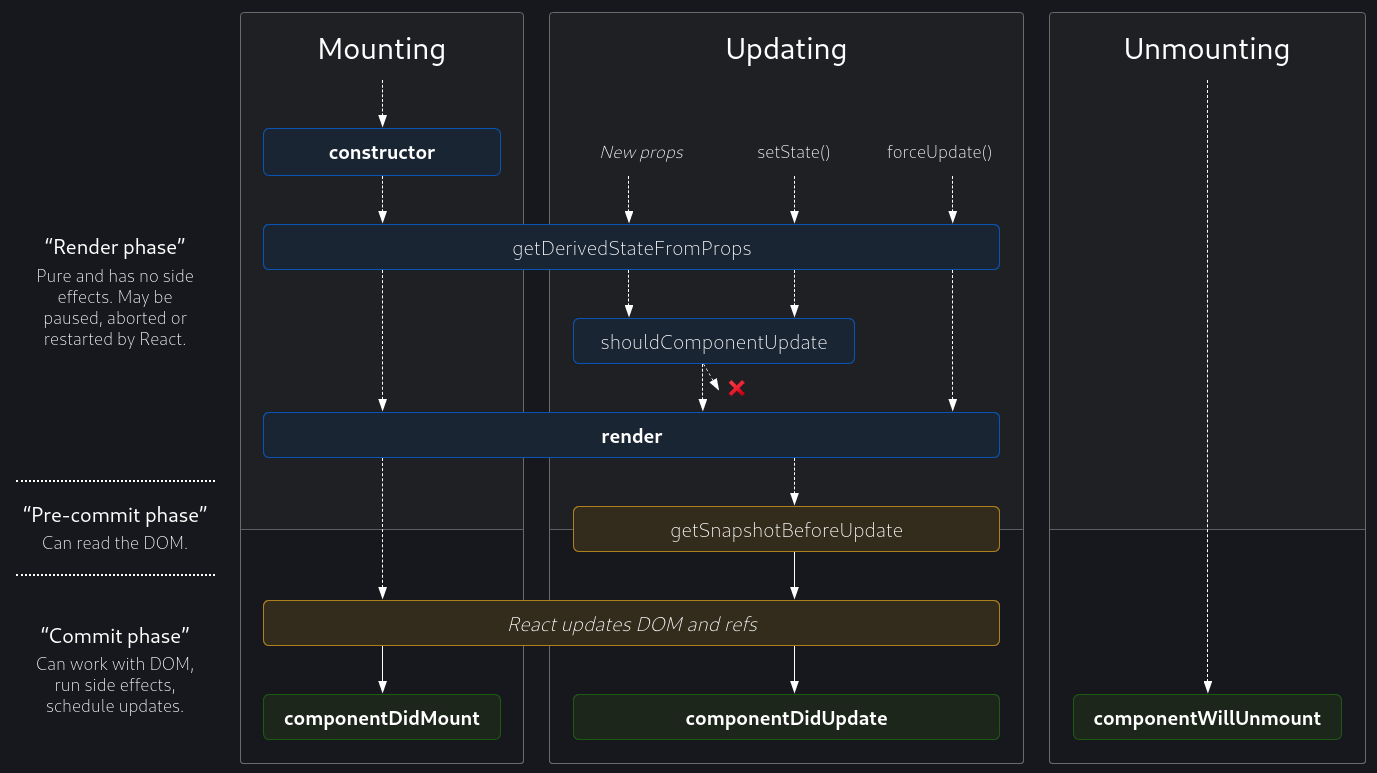 Mounting
Updating
Unmounting
constructor
New props
setState()
forceUpdate()
“Render phase”
Pure and has no side
effects. May be
paused, aborted or
restarted by React.
getDerivedStateFromProps
shouldComponentUpdate
render
“Pre-commit phase”
Can read the DOM.
getSnapshotBeforeUpdate
“Commit phase”
Can work with DOM,
run side effects,
schedule updates.
React updates DOM and refs
componentDidMount
componentDidUpdate
componentWillUnmount